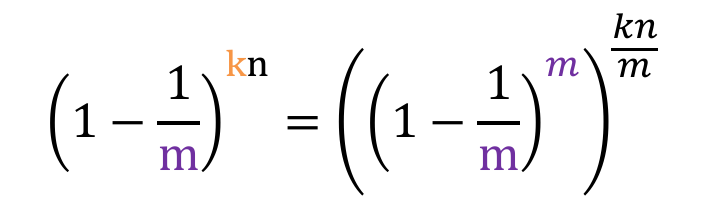 (1 − 1/m)^kn = ((1 − 1/m)^m)^(kn/m)